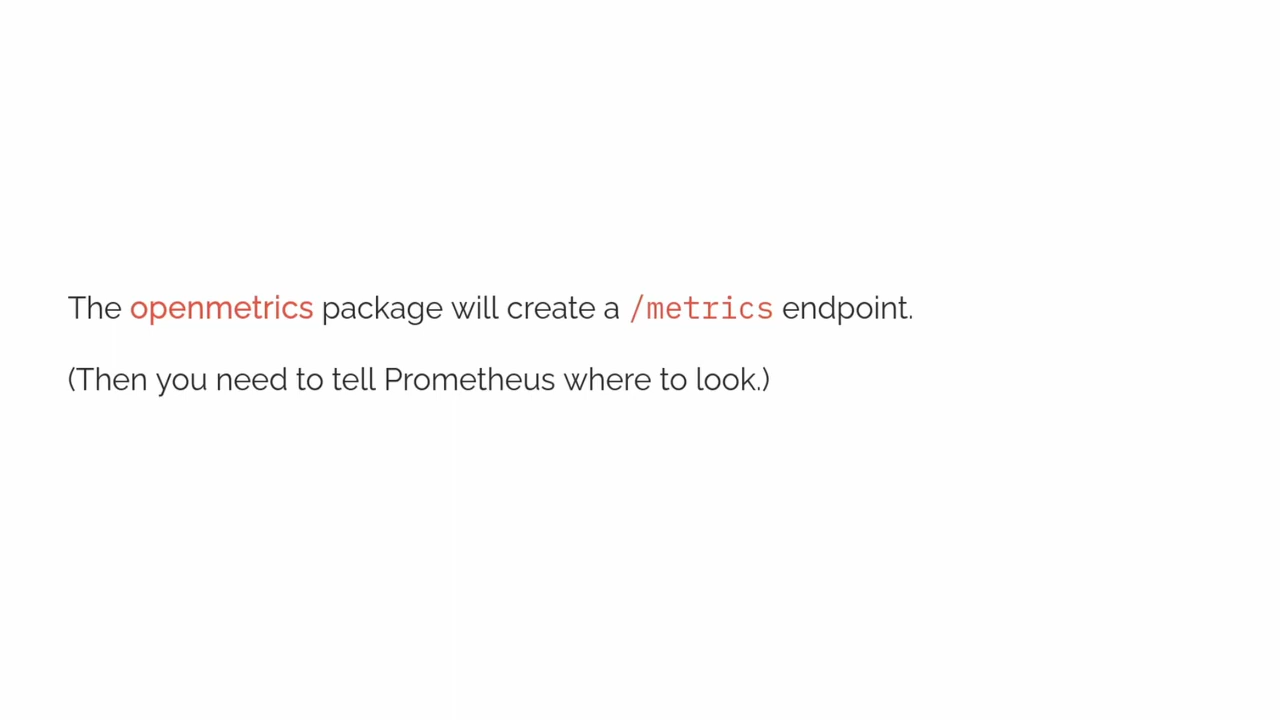 The openmetrics package will create a /metrics endpoint.
(Then you need to tell Prometheus where to look.)